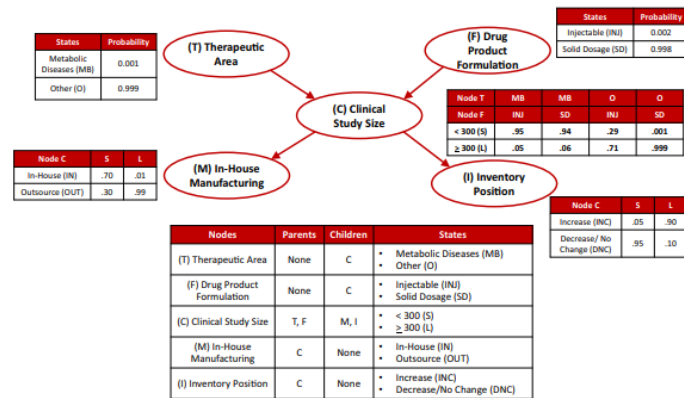 States Probability
Metabolic Diseases (MB) 0.001
Other (O) 0.999
(T) Therapeutic Area
(F) Drug Product Formulation
States Probability
Injectable (INJ) 0.002
Solid Dosage (SD) 0.998
(C) Clinical Study Size
Node T MB MB O O
Node F INJ SD INJ SD
< 300 (S) .95 .94 .29 .001
≥ 300 (L) .05 .06 .71 .999
Node C S L
In-House (IN) .70 .01
Outsource (OUT) .30 .99
(M) In-House Manufacturing
(I) Inventory Position
Node C S L
Increase (INC) .05 .90
Decrease/ No Change (DNC) .95 .10
Nodes Parents Children States
(T) Therapeutic Area None C
• Metabolic Diseases (MB)
• Other (O)
(F) Drug Product Formulation None C
• Injectable (INJ)
• Solid Dosage (SD)
(C) Clinical Study Size T, F M, I
• < 300 (S)
• ≥ 300 (L)
(M) In-House Manufacturing C None
• In-House (IN)
• Outsource (OUT)
(I) Inventory Position C None
• Increase (INC)
• Decrease/No Change (DNC)